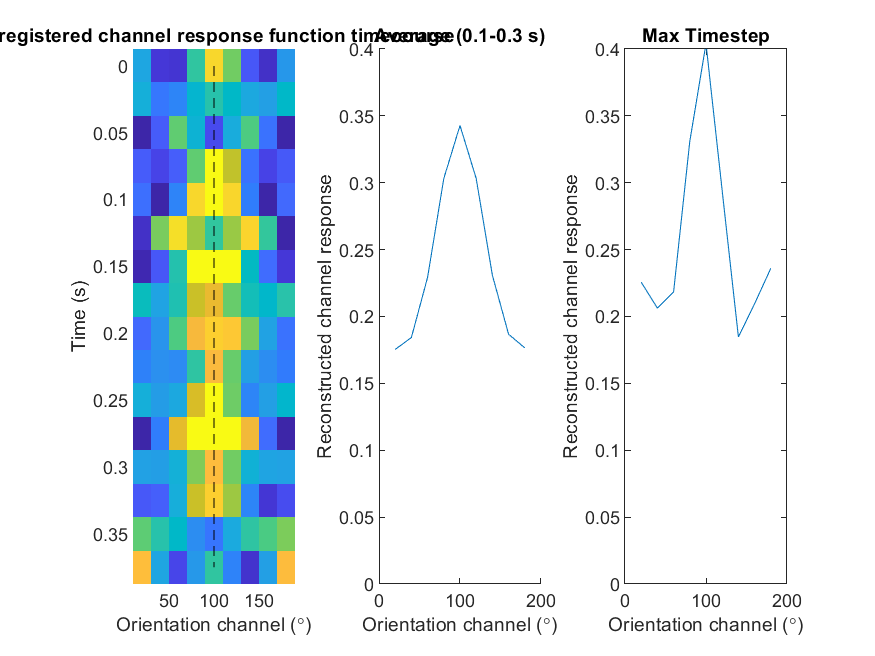 registered channel response function timecourse
Average (0.1-0.3 s)
Max Timestep
0
0.05
0.1
0.15
0.2
0.25
0.3
0.35
Time (s)
50 100 150
Orientation channel (°)
0.4
0.35
0.3
0.25
0.2
0.15
0.1
0.05
0
Reconstructed channel response
0 100 200
Orientation channel (°)
0.4
0.35
0.3
0.25
0.2
0.15
0.1
0.05
0
Reconstructed channel response
0 100 200
Orientation channel (°)